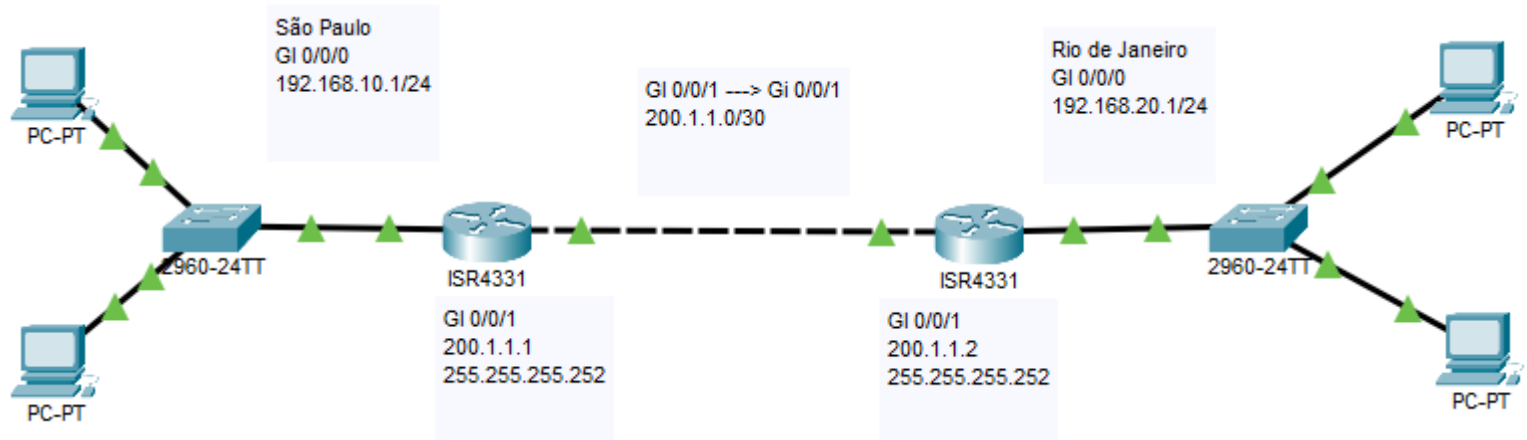 São Paulo
GI 0/0/0
192.168.10.1/24
GI 0/0/1 ---> Gi 0/0/1
200.1.1.0/30
Rio de Janeiro
GI 0/0/0
192.168.20.1/24
PC-PT
PC-PT
2960-24TT
ISR4331
ISR4331
2960-24TT
GI 0/0/1
200.1.1.1
255.255.255.252
GI 0/0/1
200.1.1.2
255.255.255.252
PC-PT
PC-PT